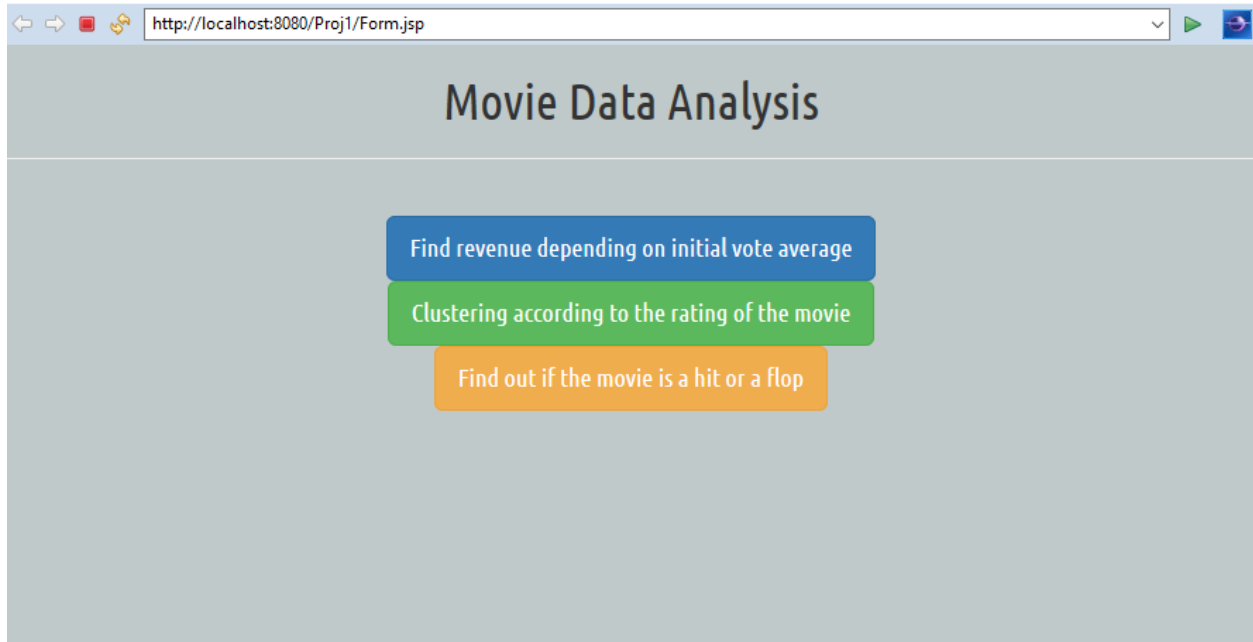 http://localhost:8080/Proj1/Form.jsp
Movie Data Analysis
Find revenue depending on initial vote average
Clustering according to the rating of the movie
Find out if the movie is a hit or a flop